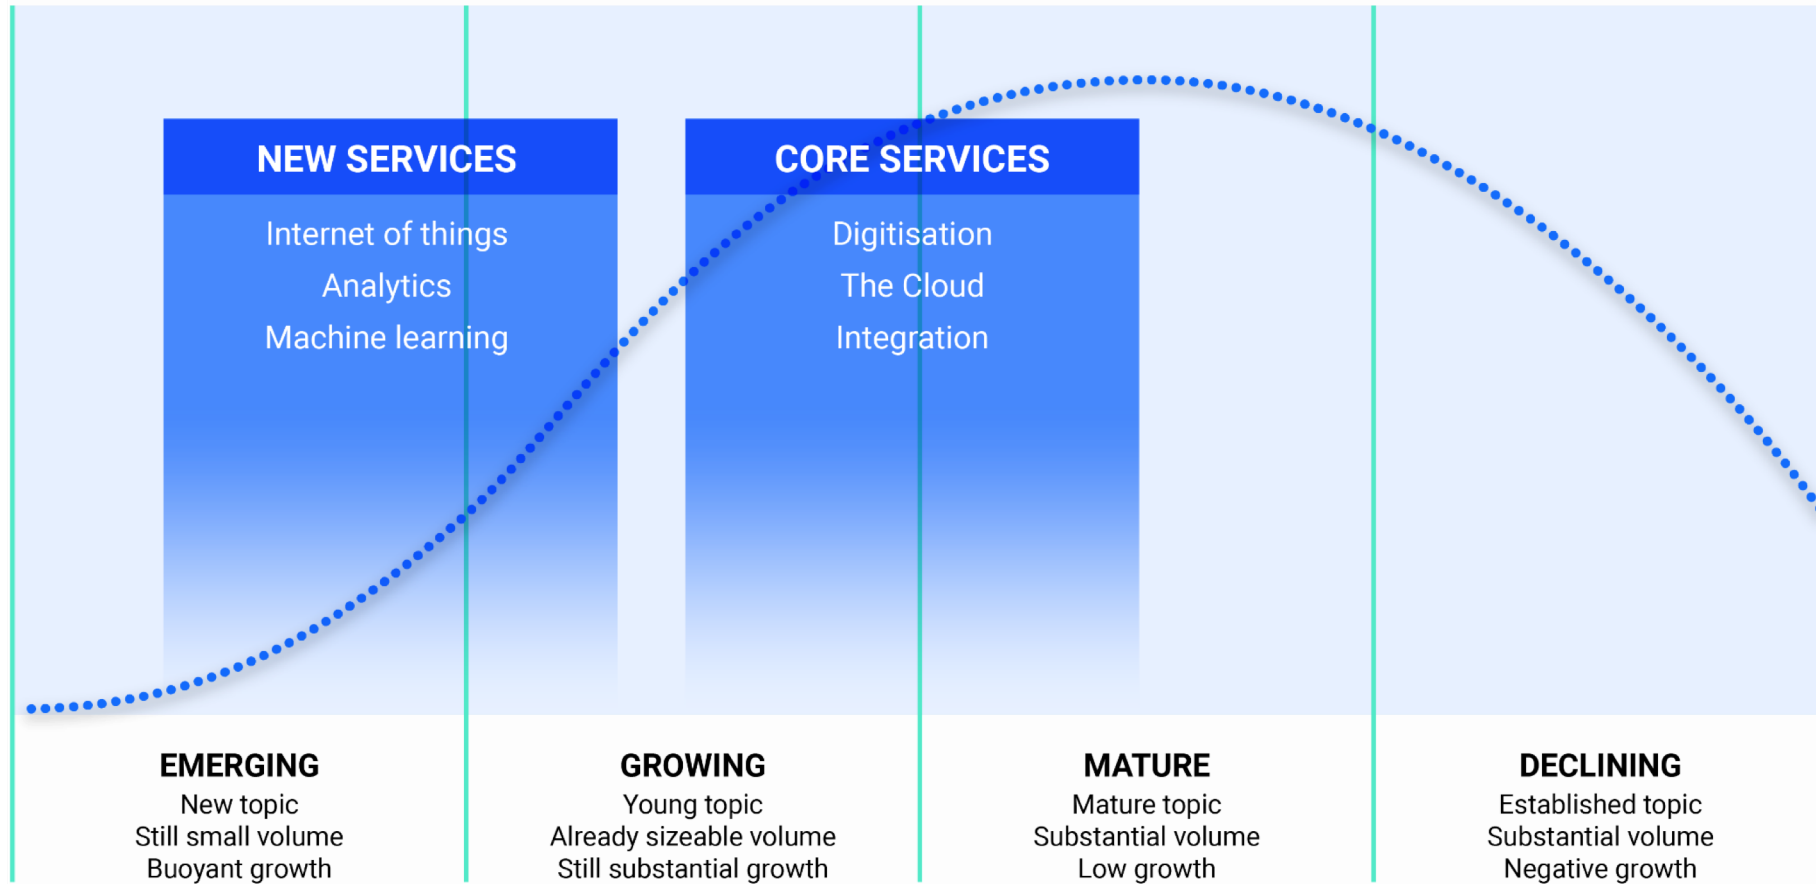 NEW SERVICES
Internet of things
Analytics
Machine learning
CORE SERVICES
Digitisation
The Cloud
Integration
EMERGING
New topic
Still small volume
Buoyant growth
GROWING
Young topic
Already sizeable volume
Still substantial growth
MATURE
Mature topic
Substantial volume
Low growth
DECLINING
Established topic
Substantial volume
Negative growth